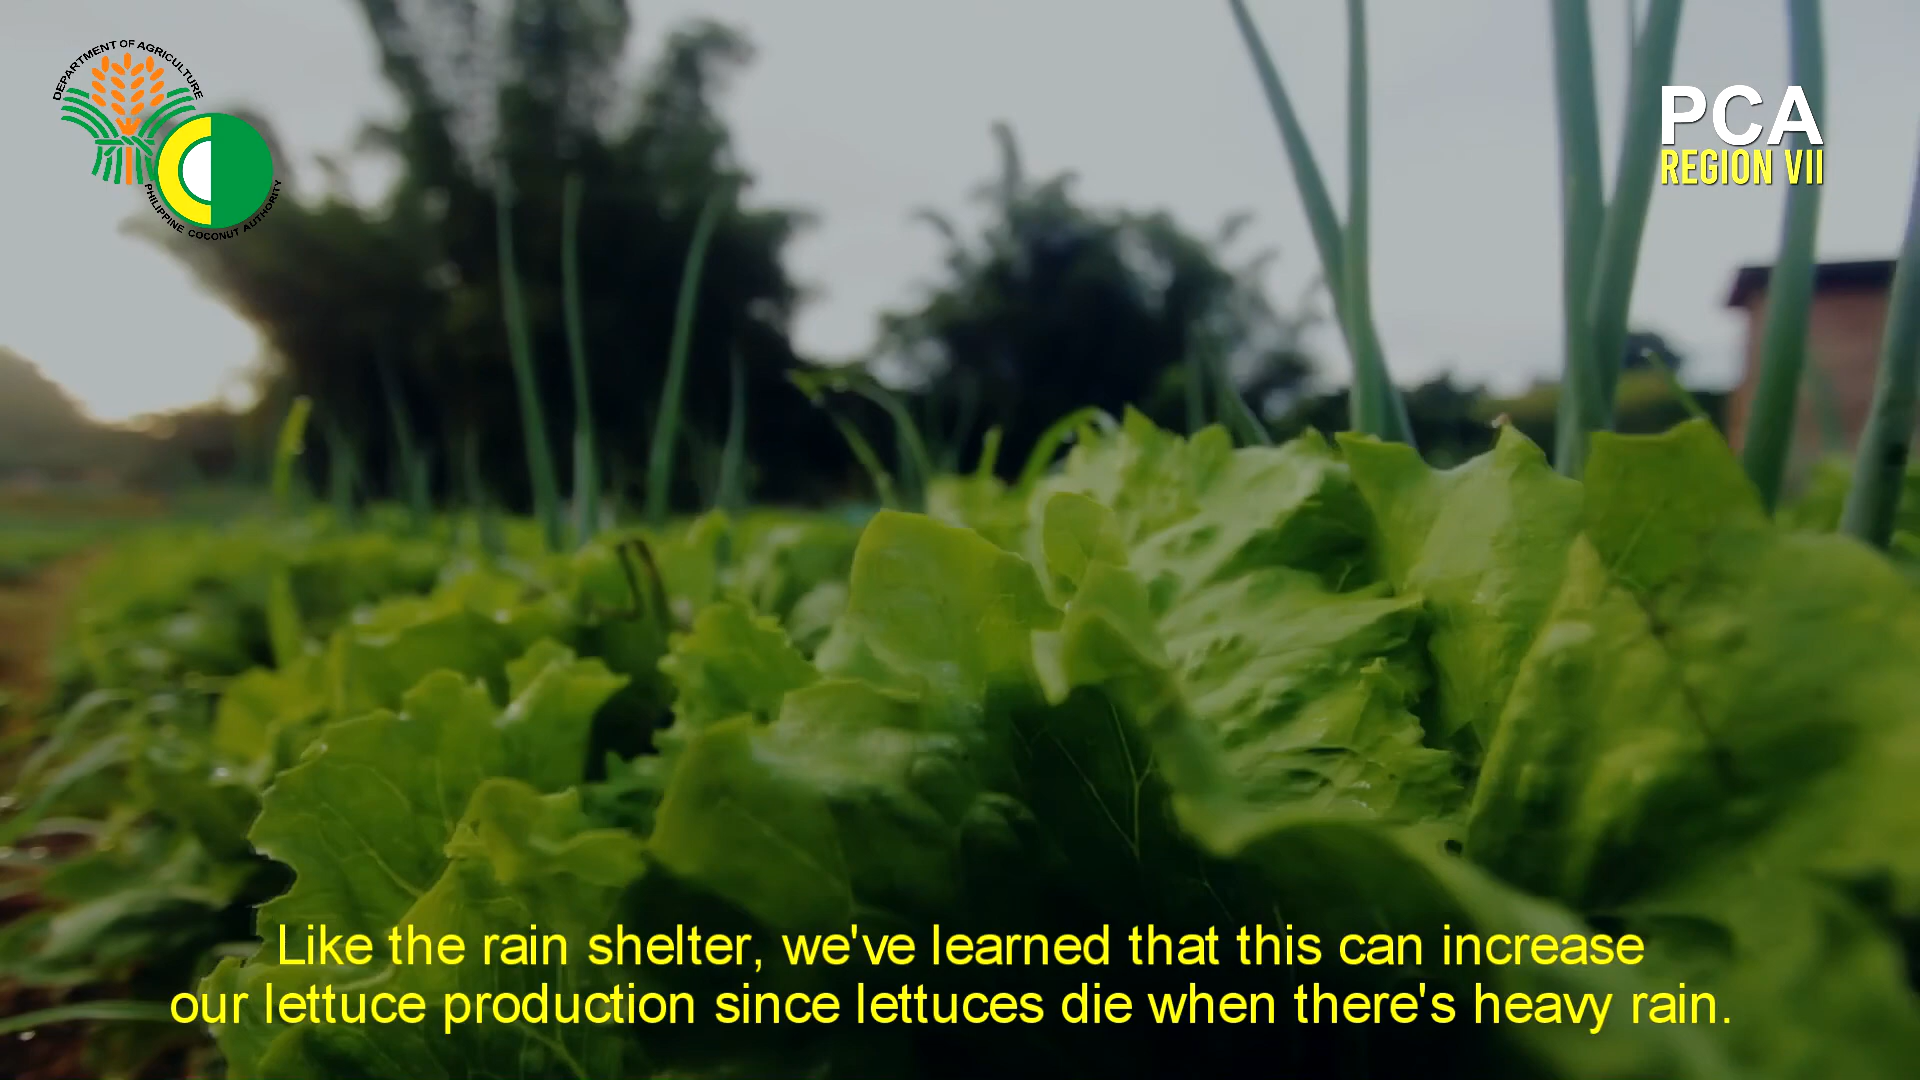 DEPARTMENT OF AGRICULTURE
PHILIPPINE COCONUT AUTHORITY
PCA
REGION VII
Like the rain shelter, we've learned that this can increase
our lettuce production since lettuces die when there's heavy rain.